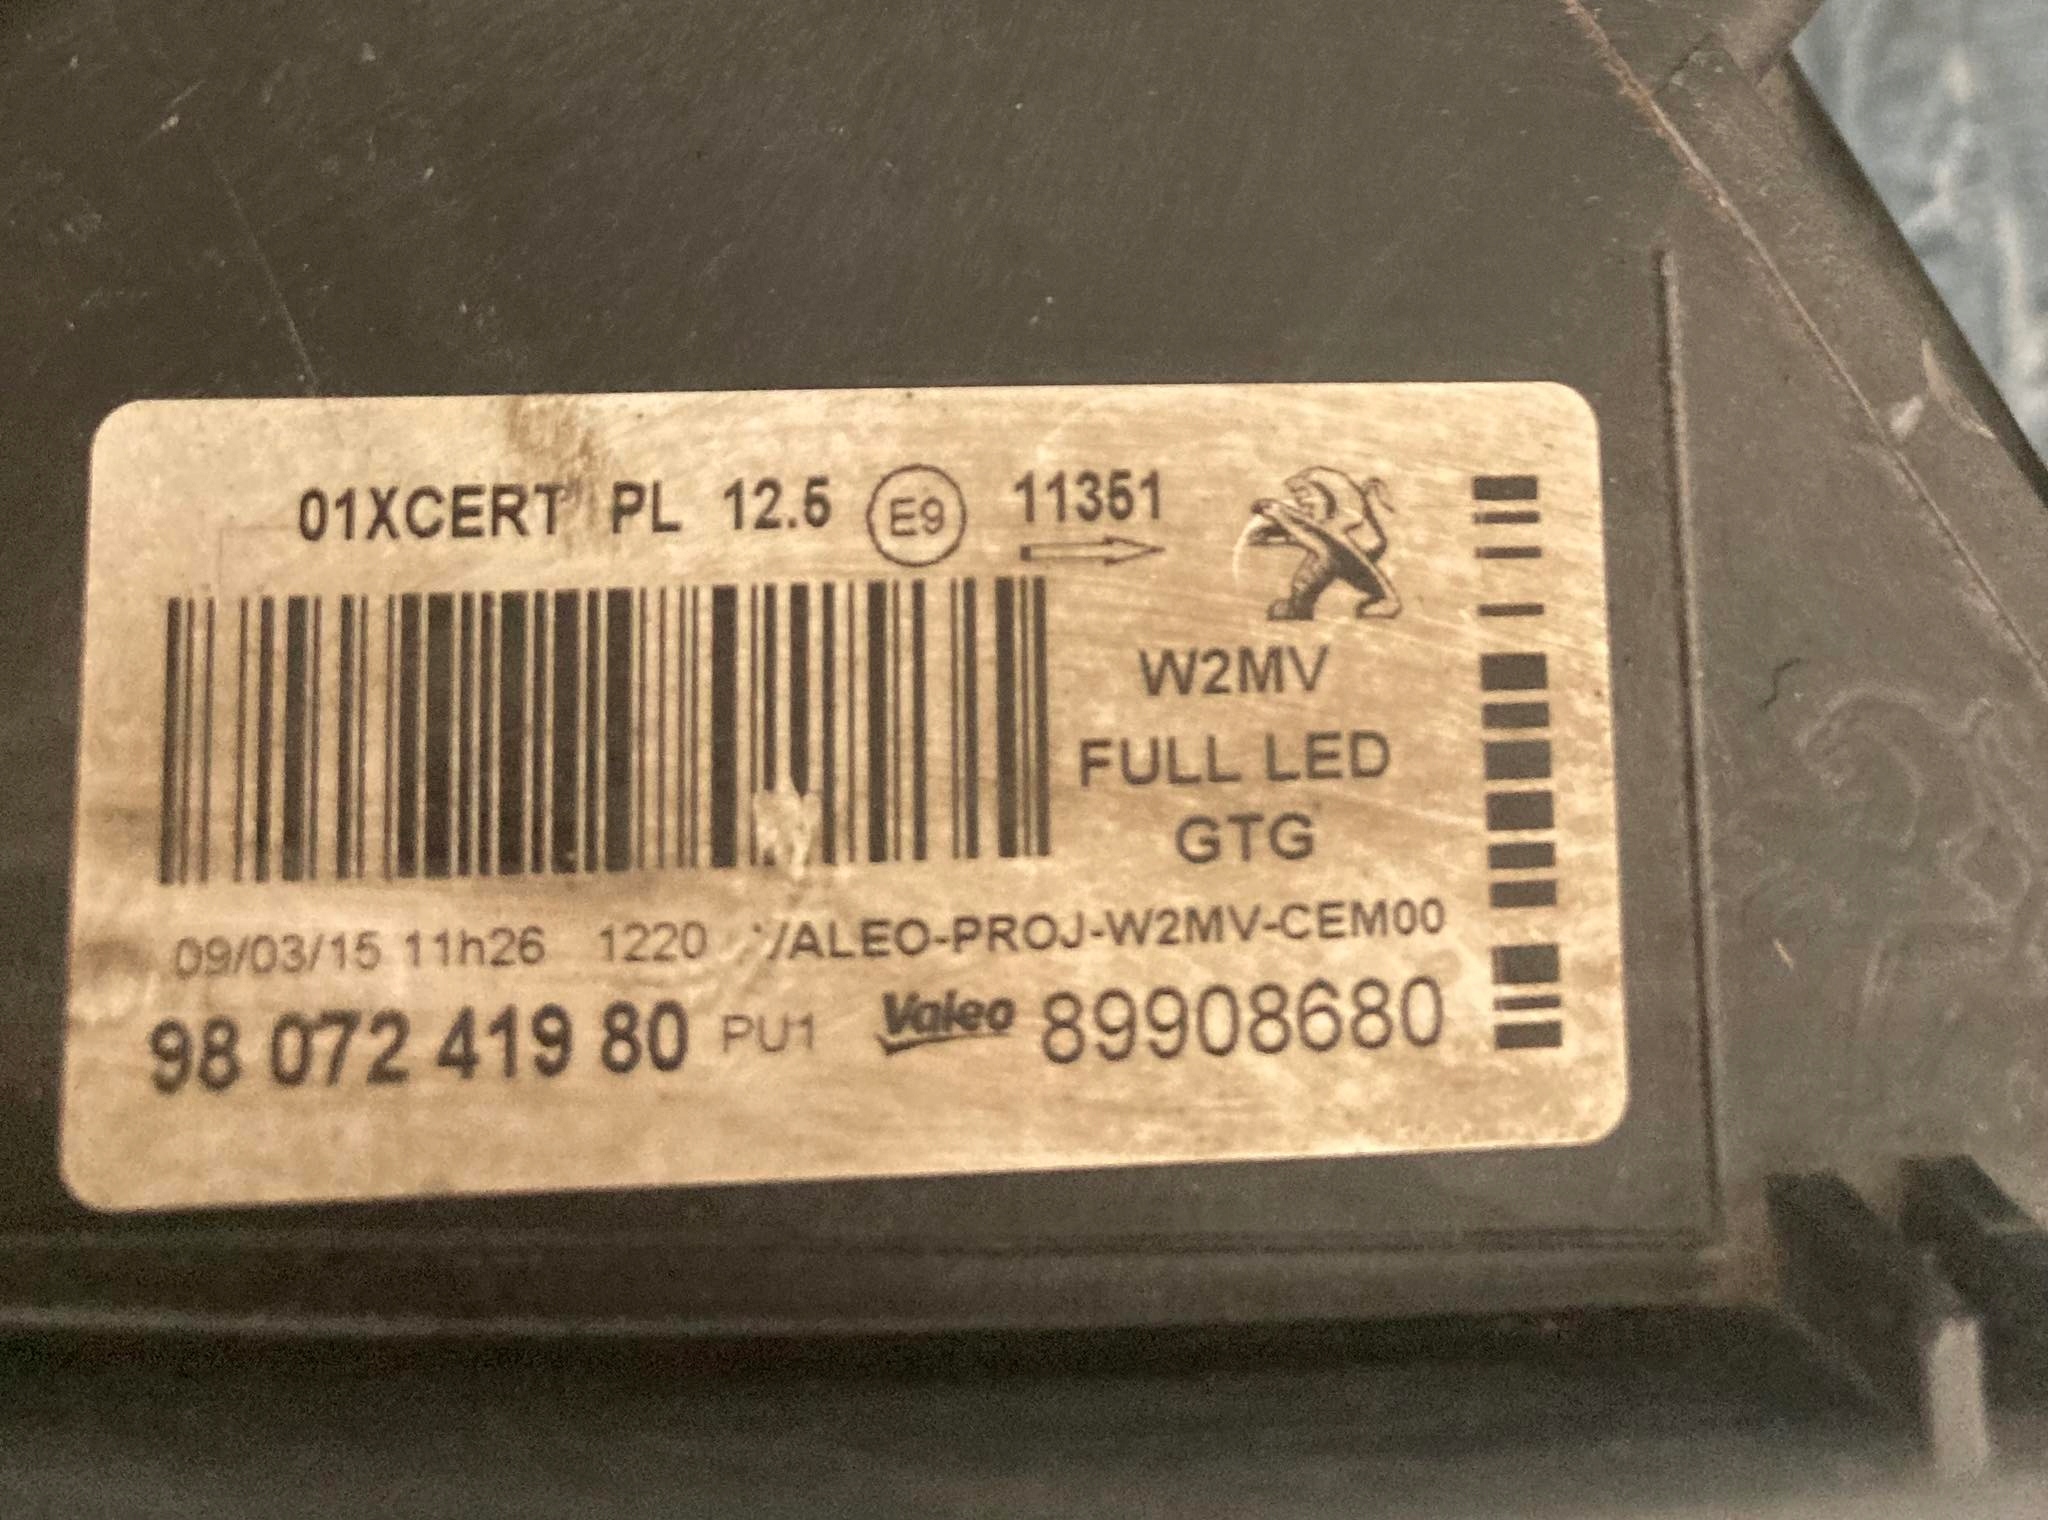 01XCERT PL 12.5 E9 11351
W2MV
FULL LED
GTG
09/03/15 11h26 1220 VALEO-PROJ-W2MV-CEM00
98 072 419 80 PU1 Valeo 89908680